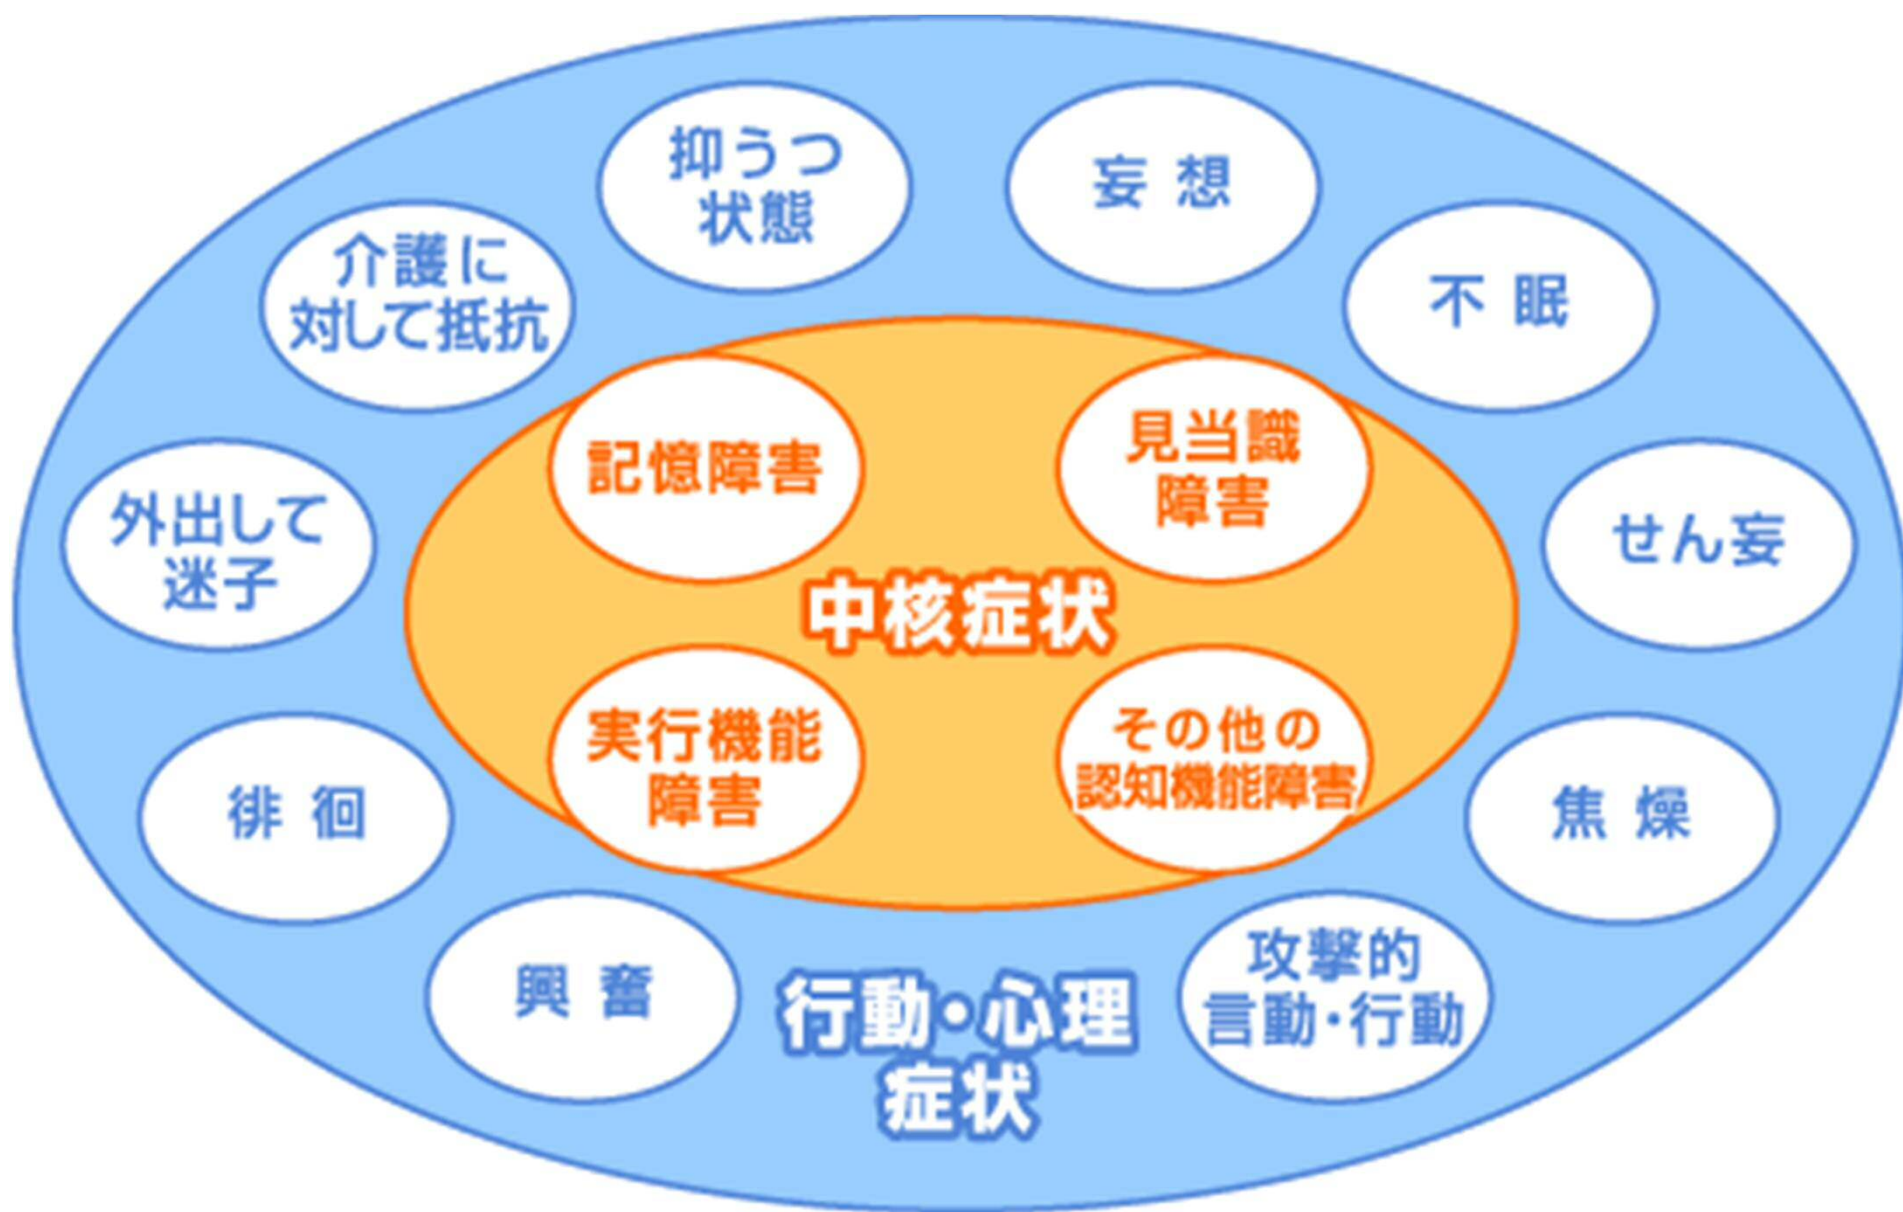 抑うつ
状態
妄想
介護に
対して抵抗
不眠
記憶障害
見当識
障害
外出して
迷子
せん妄
中核症状
実行機能
障害
その他の
認知機能障害
徘徊
焦燥
興奮
攻撃的
言動・行動
行動・心理
症状